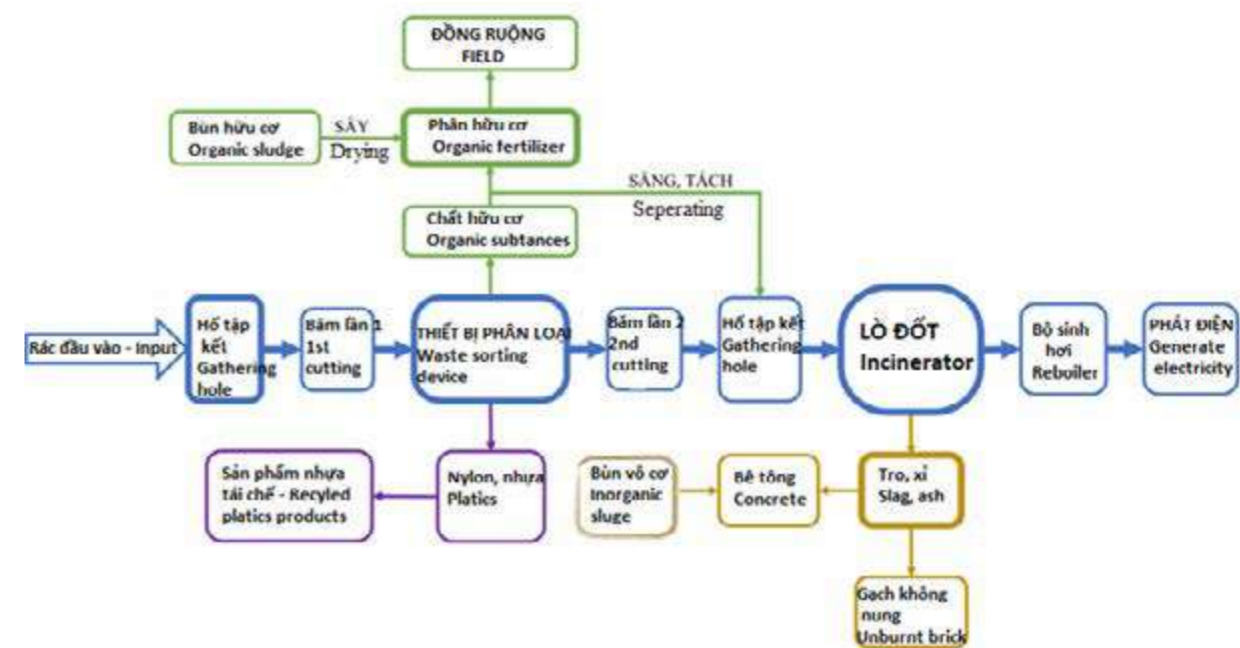 ĐỒNG RUỘNG
FIELD
Bùn hữu cơ
Organic sludge
SẤY
Drying
Phân hữu cơ
Organic fertilizer
SÀNG, TÁCH
Seperating
Chất hữu cơ
Organic subtances
Rác đầu vào - input
Hố tập
kết
Gathering
hole
Băm lần 1
1st
cutting
THIẾT BỊ PHÂN LOẠI
Waste sorting
device
Băm lần 2
2nd
cutting
Hố tập kết
Gathering
hole
LÒ ĐỐT
Incinerator
Bộ sinh
hơi
Reboiler
PHÁT ĐIỆN
Generate
electricity
Sản phẩm nhựa
tái chế - Recyled
platics products
Nylon, nhựa
Platics
Bùn vô cơ
Inorganic
sluge
Bê tông
Concrete
Tro, xỉ
Slag, ash
Gạch không
nung
Unburnt brick